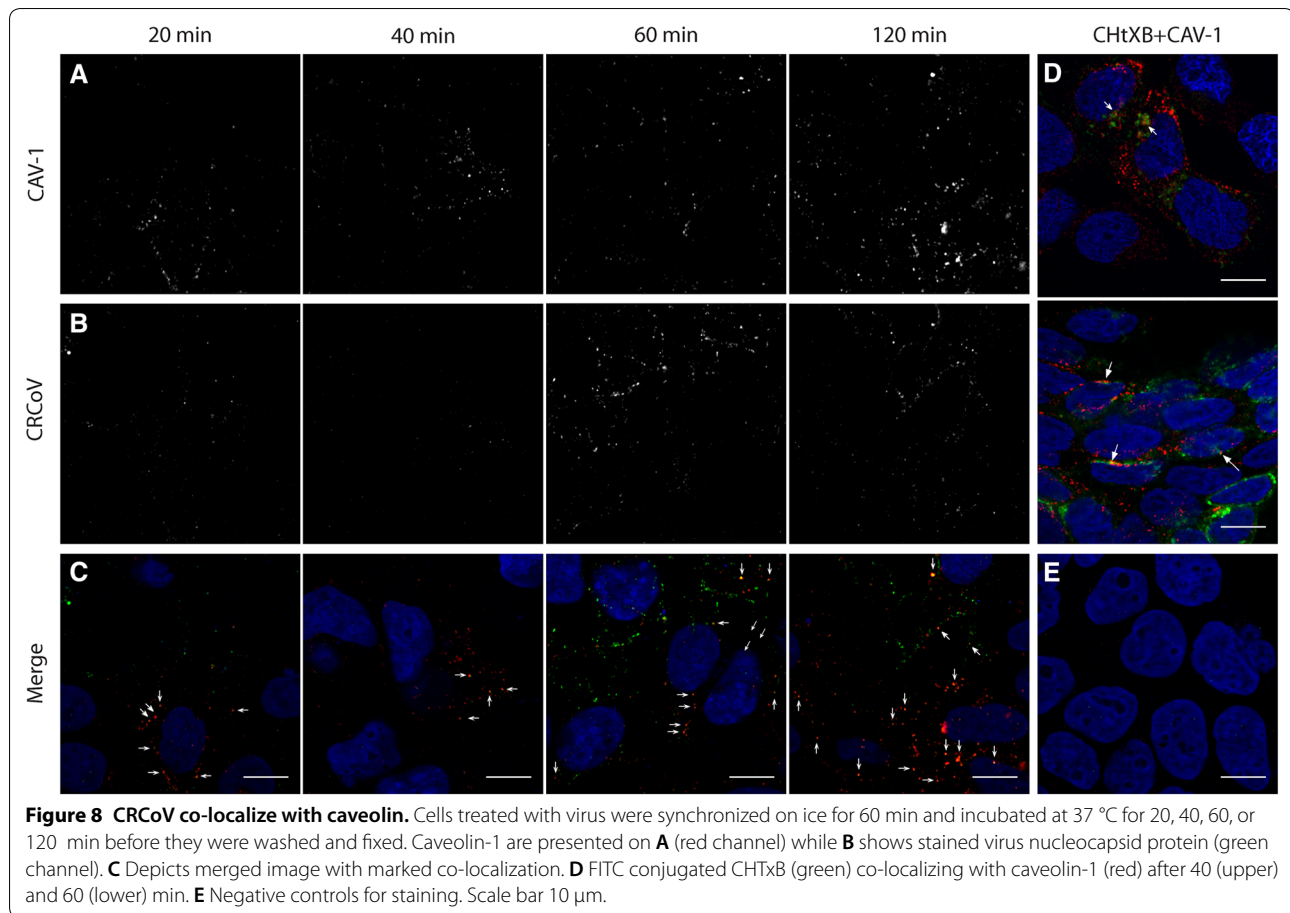 20 min 40 min 60 min 120 min CHtXB+CAV-1
A
D
CAV-1
B
CRCoV
C
E
Merge
Figure 8 CRCoV co-localize with caveolin. Cells treated with virus were synchronized on ice for 60 min and incubated at 37 °C for 20, 40, 60, or
120 min before they were washed and fixed. Caveolin-1 are presented on A (red channel) while B shows stained virus nucleocapsid protein (green
channel). C Depicts merged image with marked co-localization. D FITC conjugated CHTxB (green) co-localizing with caveolin-1 (red) after 40 (upper)
and 60 (lower) min. E Negative controls for staining. Scale bar 10 µm.